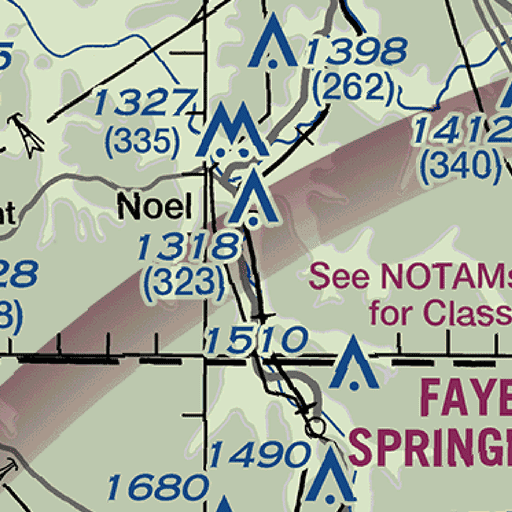 1398
(262)
1327
(335)
1412
(340)
Noel
1318
(323)
See NOTAMs
for Class
1510
FAYE
SPRING
1490
1680